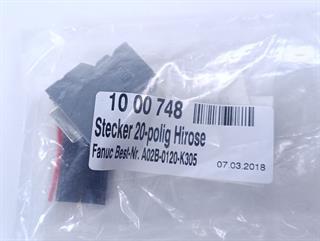 10 00 748
Stecker 20-polig Hirose
Fanuc Best-Nr. A02B-0120-K305
07.03.2018